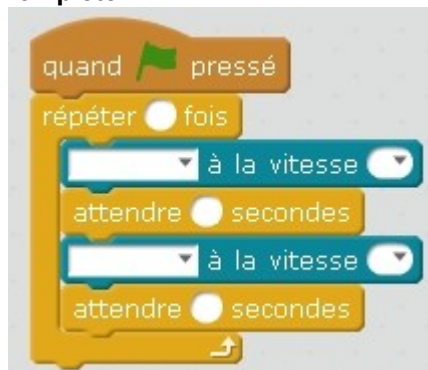 quand pressé
répéter fois
à la vitesse
attendre secondes
à la vitesse
attendre secondes